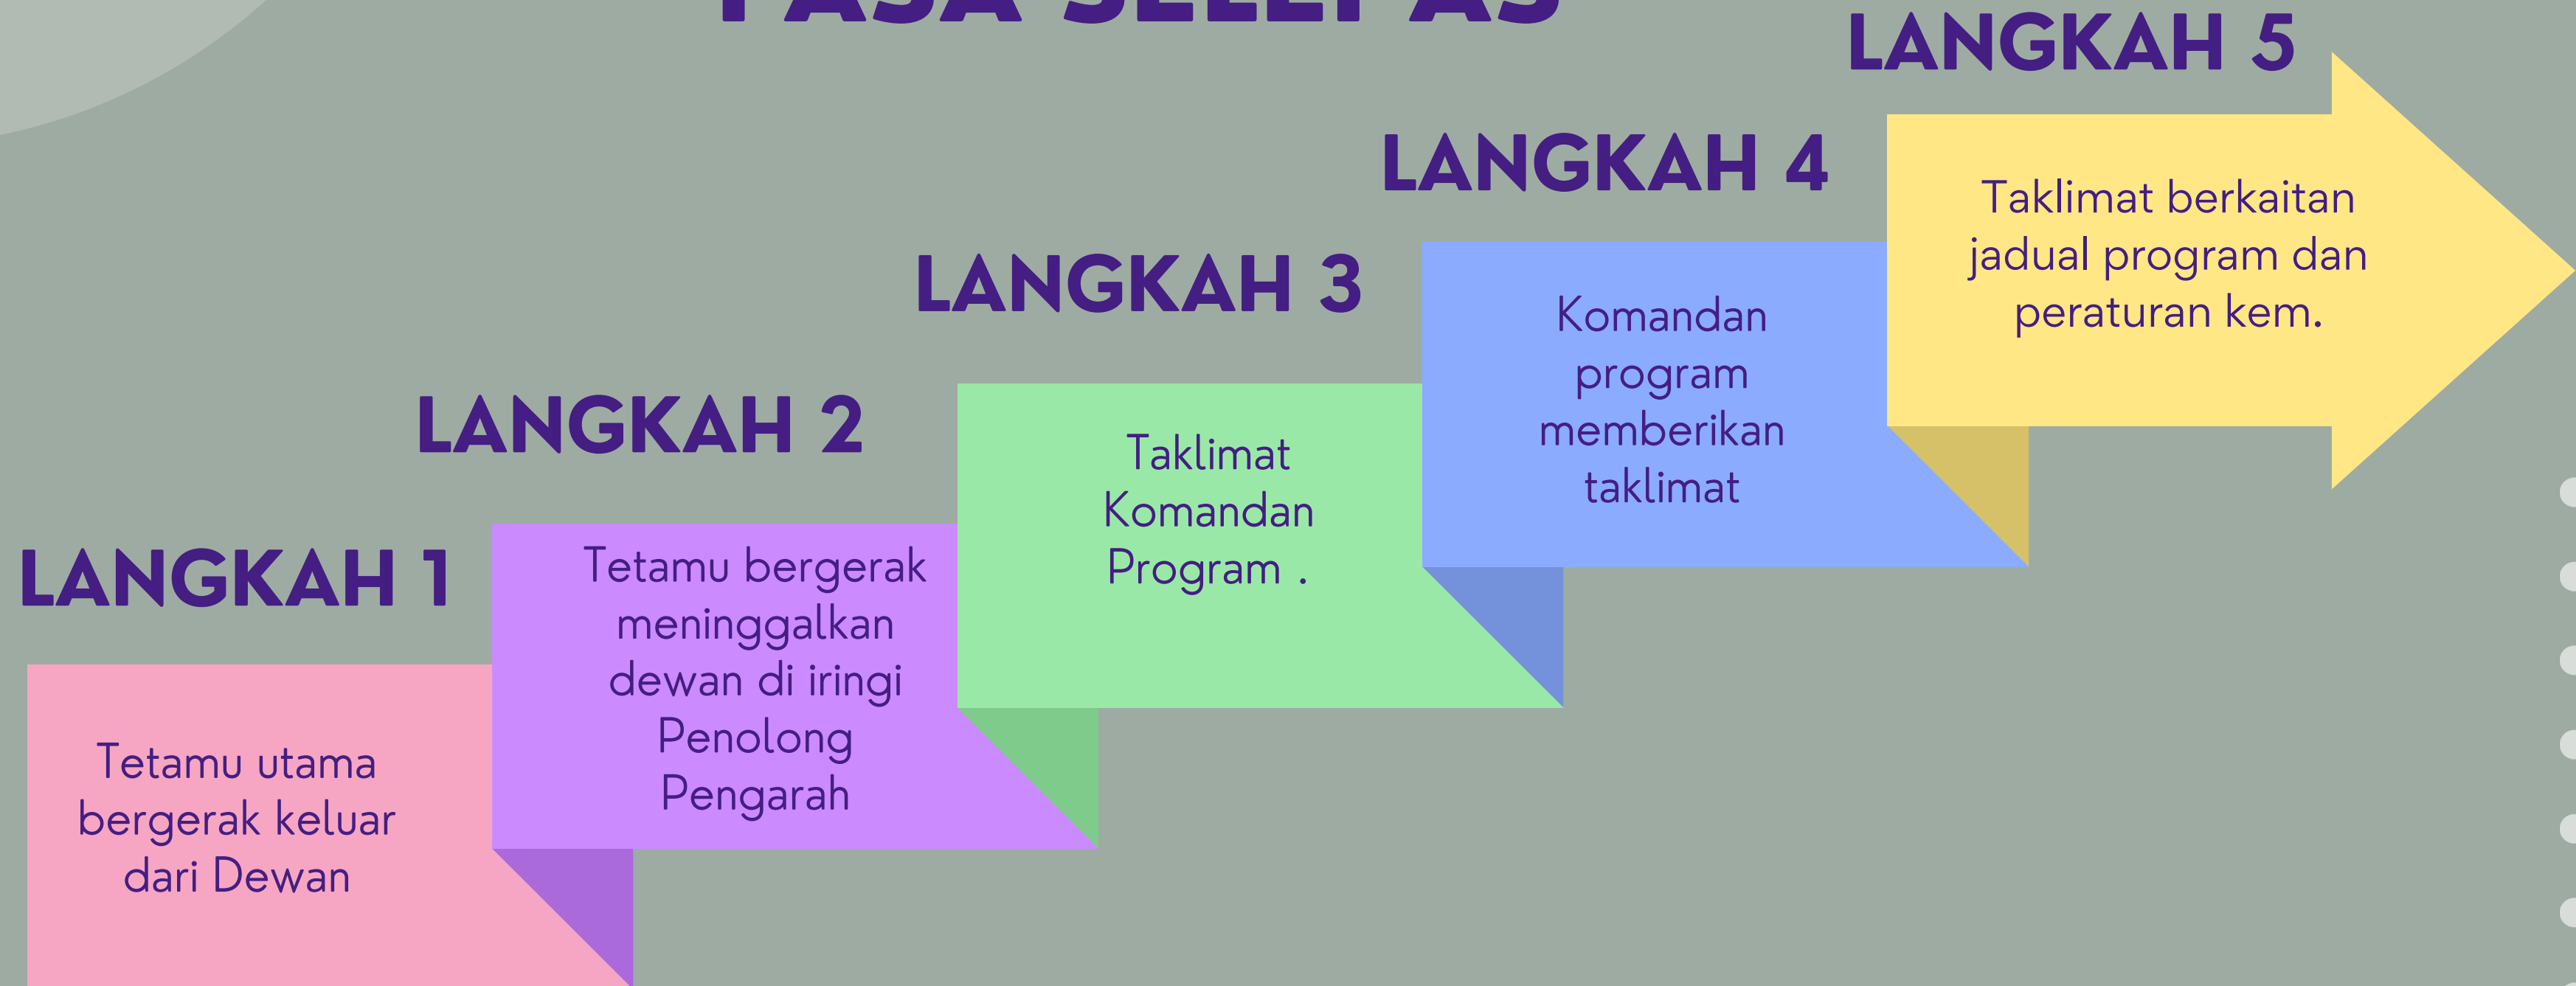 FASA SELEPAS
LANGKAH 1
Tetamu utama
bergerak keluar
dari Dewan
LANGKAH 2
Tetamu bergerak
meninggalkan
dewan di iringi
Penolong
Pengarah
LANGKAH 3
Taklimat
Komandan
Program .
LANGKAH 4
Komandan
program
memberikan
taklimat
LANGKAH 5
Taklimat berkaitan
jadual program dan
peraturan kem.